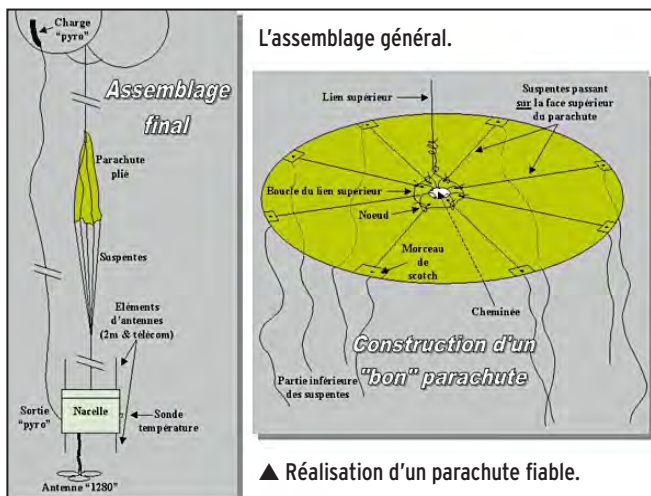 Charge
"pyro"
Assemblage
final
Parachute
plié
Suspentes
Eléments
d'antennes
(2m & télécom)
Sortie
"pyro"
Nacelle
Sonde
température
Antenne "1280"
L'assemblage général.
Lien supérieur
Suspentes passant
sur la face supérieur
du parachute
Boucle du lien supérieur
Noeud
Morceau
de
scotch
Cheminée
Construction d'un
"bon" parachute
Partie inférieure
des suspentes
▲ Réalisation d'un parachute fiable.